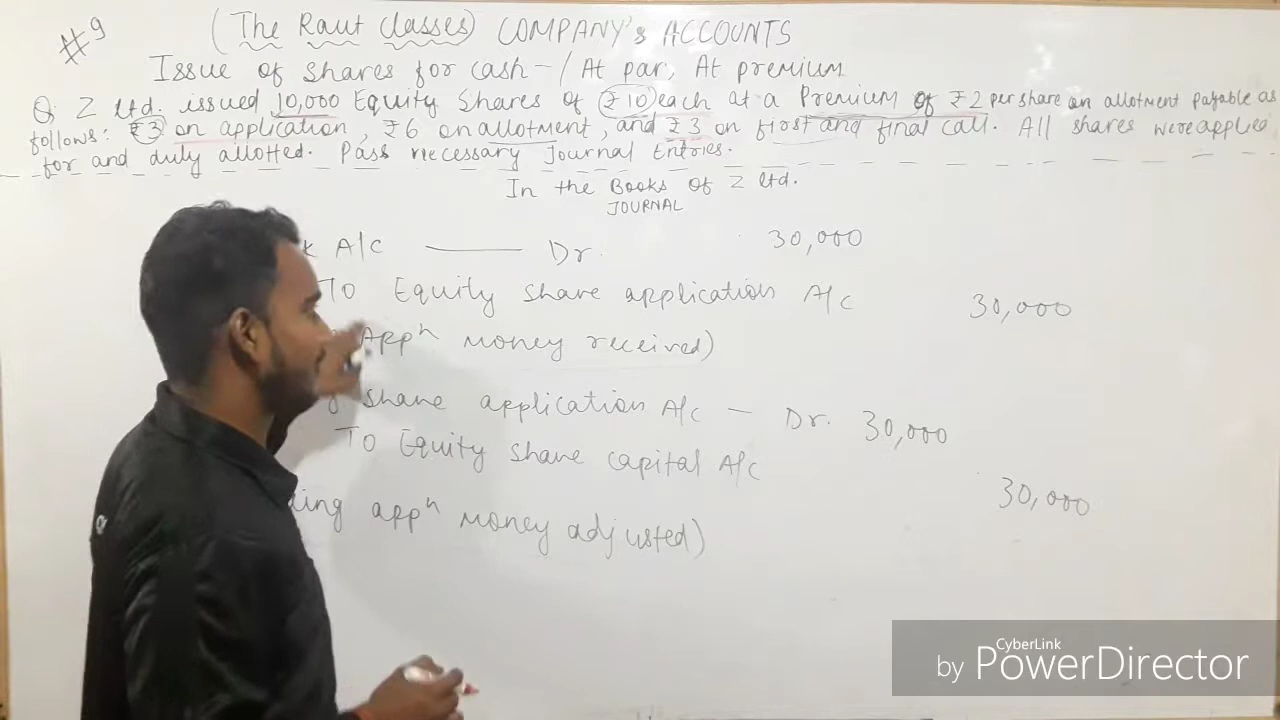 #9
(The Raut Classes) COMPANY's ACCOUNTS
Issue of shares for cash - / At par, At premium
Q. Z Ltd. issued 10,000 Equity Shares of ₹10 each at a Premium of ₹2 per share on allotment payable as
follows: ₹3 on application, ₹6 on allotment, and ₹3 on first and final call. All shares were applied
for and duly allotted. Pass necessary Journal Entries.
In the Books of Z Ltd.
JOURNAL
A/c — Dr. 30,000
To Equity share application A/c 30,000
Appⁿ money received)
share application A/c — Dr. 30,000
To Equity share capital A/c
30,000
appⁿ money adjusted)
CyberLink
by PowerDirector